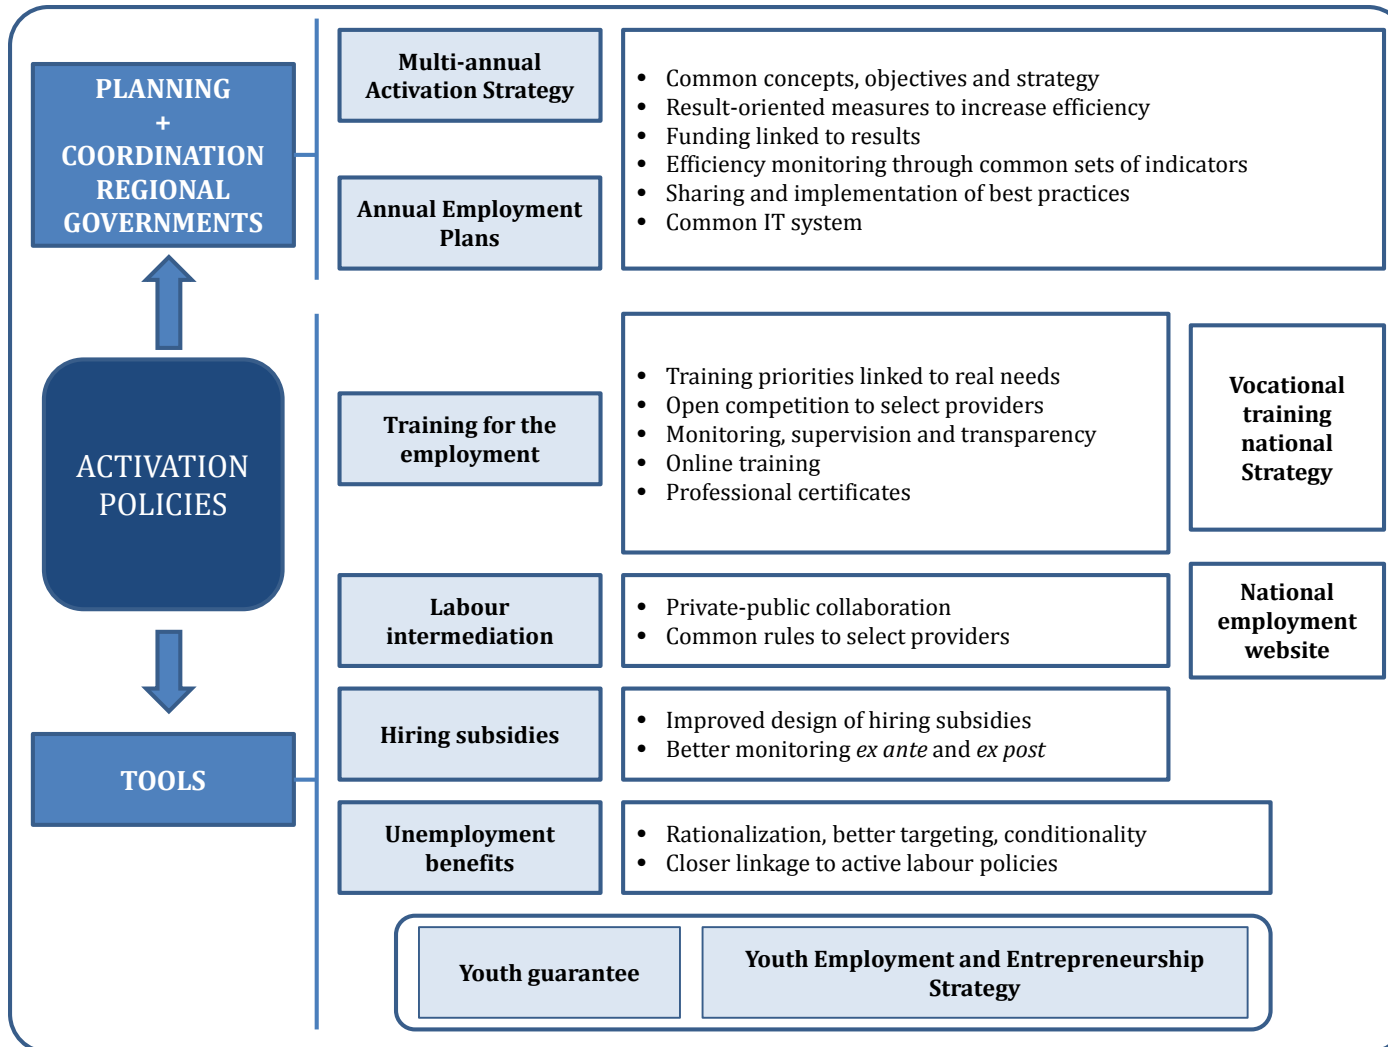 PLANNING
+
COORDINATION
REGIONAL
GOVERNMENTS
Multi-annual
Activation Strategy
Annual Employment
Plans
• Common concepts, objectives and strategy
• Result-oriented measures to increase efficiency
• Funding linked to results
• Efficiency monitoring through common sets of indicators
• Sharing and implementation of best practices
• Common IT system
ACTIVATION
POLICIES
TOOLS
Training for the
employment
• Training priorities linked to real needs
• Open competition to select providers
• Monitoring, supervision and transparency
• Online training
• Professional certificates
Vocational
training
national
Strategy
Labour
intermediation
• Private-public collaboration
• Common rules to select providers
National
employment
website
Hiring subsidies
• Improved design of hiring subsidies
• Better monitoring ex ante and ex post
Unemployment
benefits
• Rationalization, better targeting, conditionality
• Closer linkage to active labour policies
Youth guarantee
Youth Employment and Entrepreneurship
Strategy